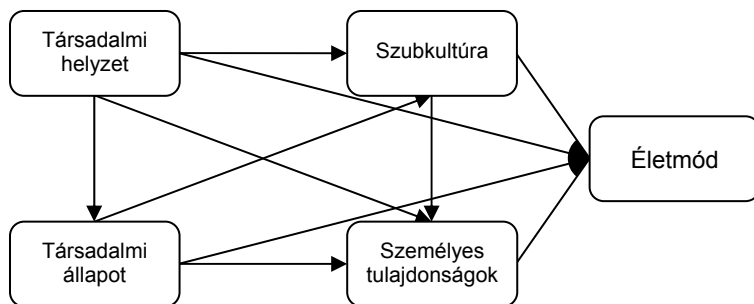 Társadalmi
helyzet
Szubkultúra
Életmód
Társadalmi
állapot
Személyes
tulajdonságok